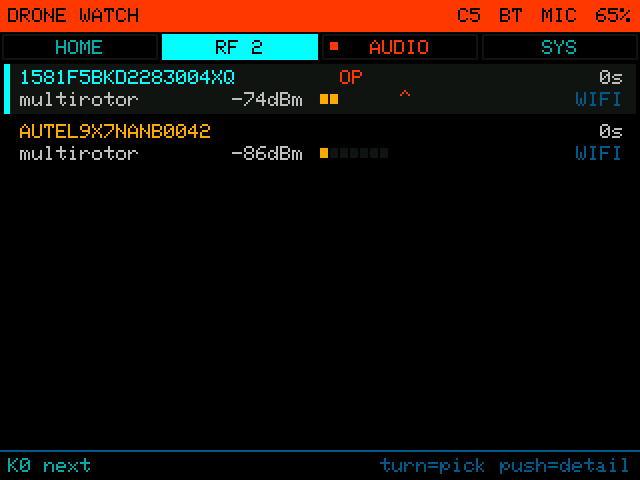 DRONE WATCH C5 BT MIC 65%
HOME RF 2 AUDIO SYS
1581F5BKD2283004XQ OP 0s
multirotor -74dBm ^ WIFI
AUTEL9X7NANB0042 0s
multirotor -86dBm WIFI
K0 next turn=pick push=detail